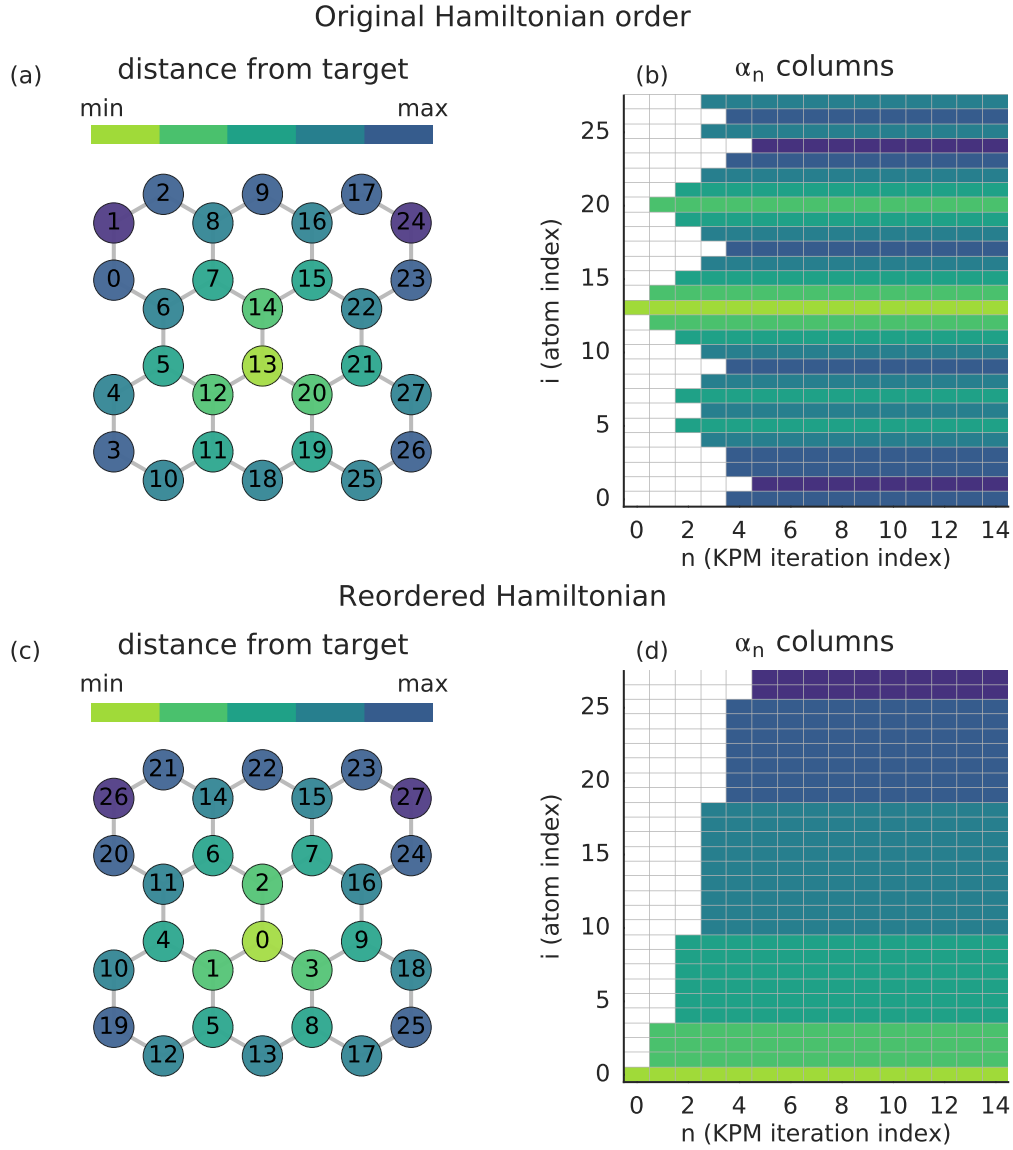 Original Hamiltonian order
(a) distance from target
min max
2 9 17
1 8 16 24
0 7 15 23
6 14 22
5 13 21
4 12 20 27
3 11 19 26
10 18 25
(b) αn columns
25
20
15
10
5
0
i (atom index)
0 2 4 6 8 10 12 14
n (KPM iteration index)
Reordered Hamiltonian
(c) distance from target
min max
21 22 23
26 14 15 27
20 6 7 24
11 2 16
4 0 9
10 1 3 18
19 5 8 25
12 13 17
(d) αn columns
25
20
15
10
5
0
i (atom index)
0 2 4 6 8 10 12 14
n (KPM iteration index)